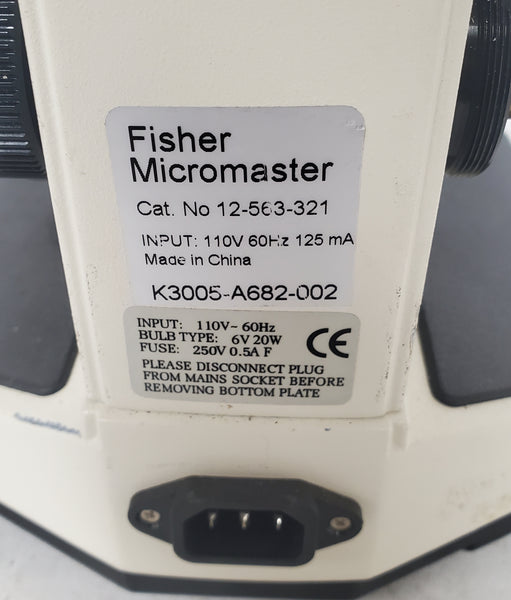 Fisher
Micromaster
Cat. No 12-563-321
INPUT: 110V 60Hz 125 mA
Made in China
K3005-A682-002
INPUT: 110V~ 60Hz
BULB TYPE: 6V 20W
FUSE: 250V 0.5A F
CE
PLEASE DISCONNECT PLUG
FROM MAINS SOCKET BEFORE
REMOVING BOTTOM PLATE